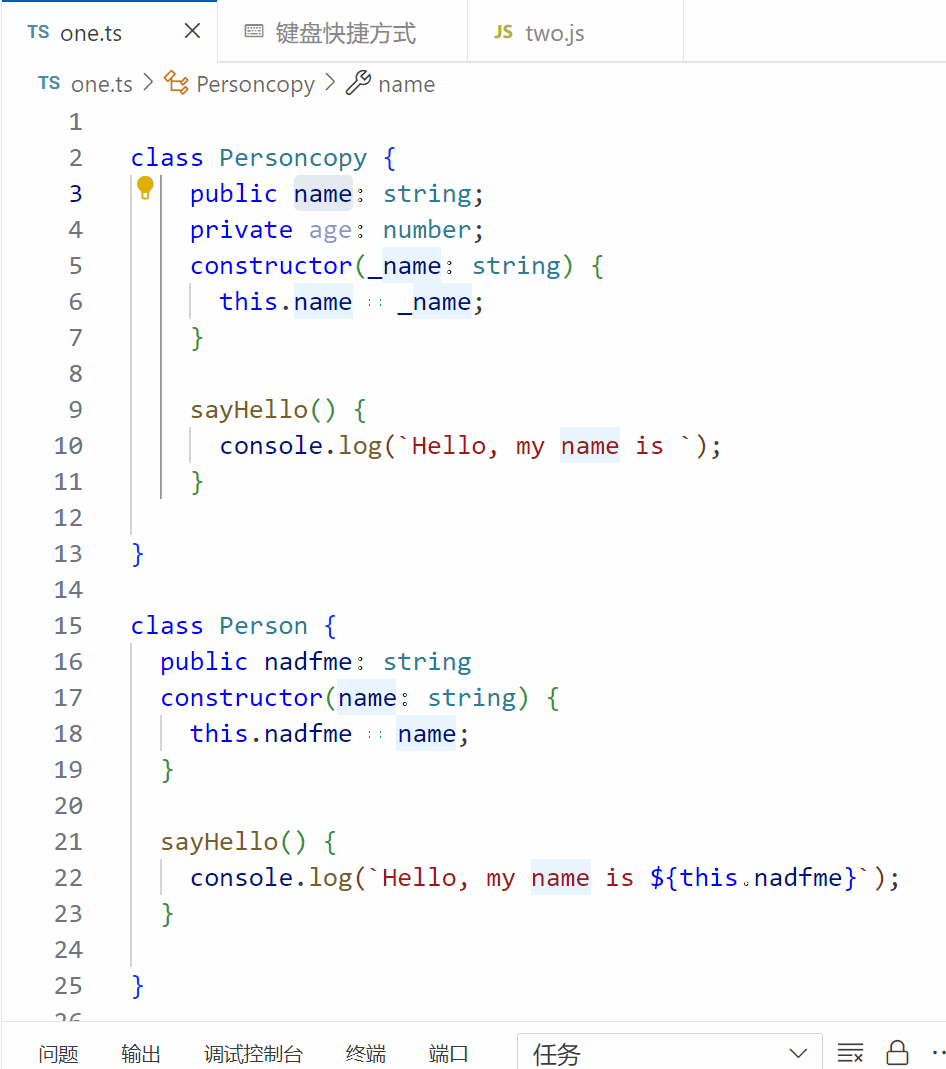 TS one.ts 键盘快捷方式 JS two.js
TS one.ts > Personcopy > name
1
2 class Personcopy {
3 public name: string;
4 private age: number;
5 constructor(_name: string) {
6 this.name = _name;
7 }
8
9 sayHello() {
10 console.log(`Hello, my name is `);
11 }
12
13 }
14
15 class Person {
16 public nadfme: string
17 constructor(name: string) {
18 this.nadfme = name;
19 }
20
21 sayHello() {
22 console.log(`Hello, my name is ${this.nadfme}`);
23 }
24
25 }
26
问题 输出 调试控制台 终端 端口 任务